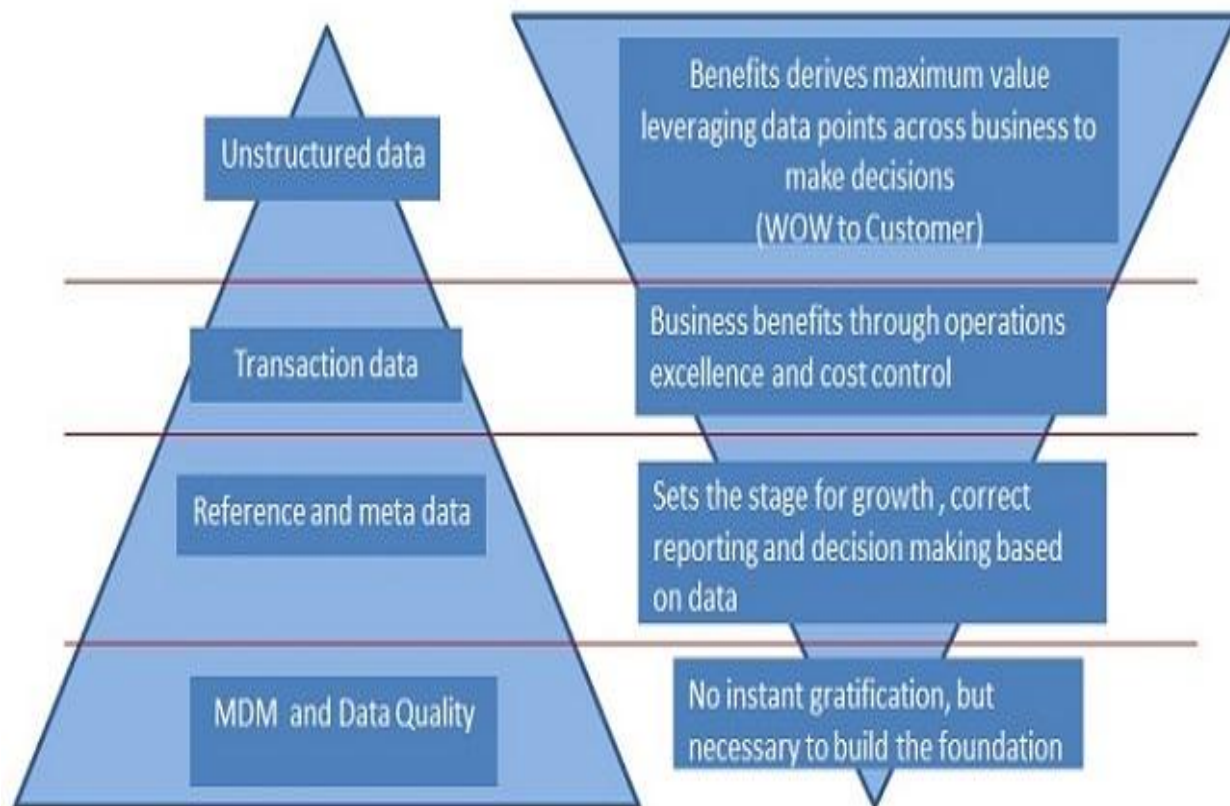 Unstructured data
Benefits derives maximum value
leveraging data points across business to
make decisions
(WOW to Customer)
Transaction data
Business benefits through operations
excellence and cost control
Reference and meta data
Sets the stage for growth , correct
reporting and decision making based
on data
MDM and Data Quality
No instant gratification, but
necessary to build the foundation